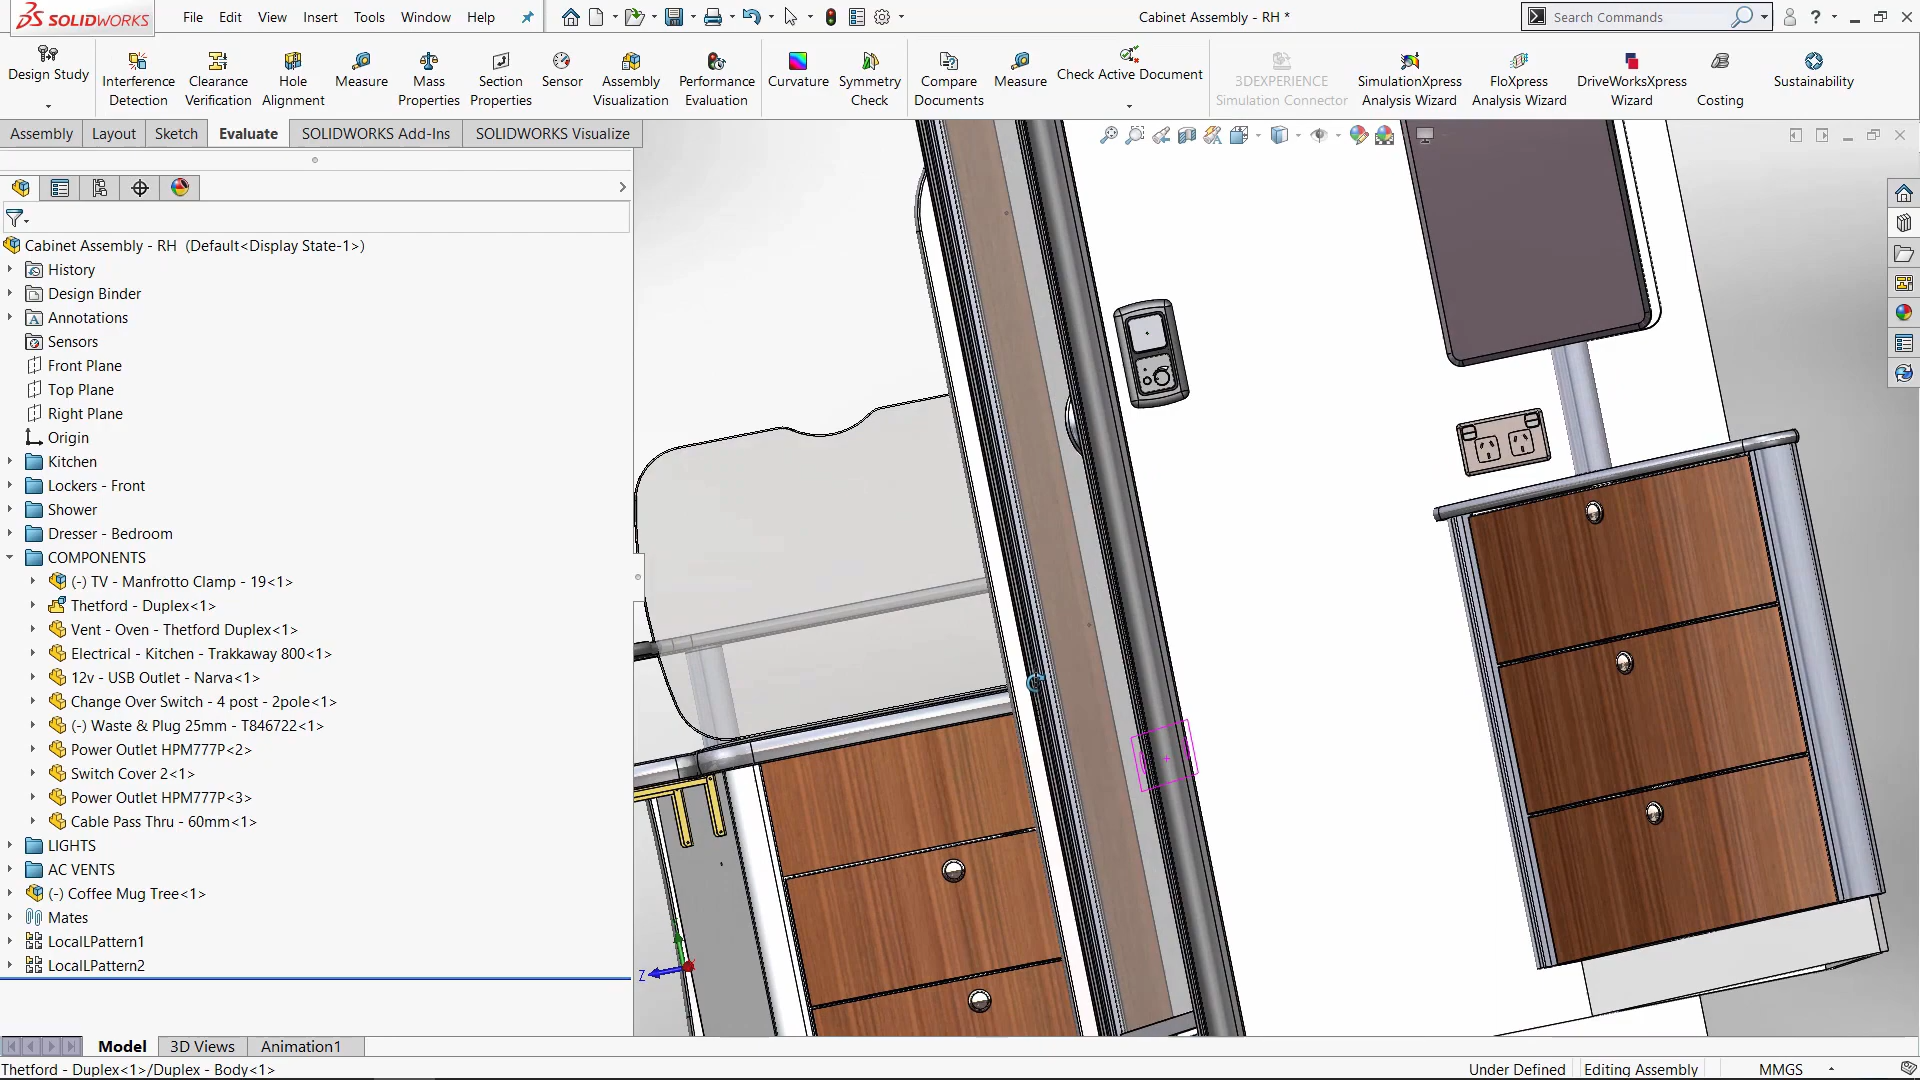 SOLIDWORKS
File Edit View Insert Tools Window Help
Cabinet Assembly - RH *
Search Commands
Design Study
Interference Detection
Clearance Verification
Hole Alignment
Measure
Mass Properties
Section Properties
Sensor
Assembly Visualization
Performance Evaluation
Curvature
Symmetry Check
Compare Documents
Measure
Check Active Document
3DEXPERIENCE Simulation Connector
SimulationXpress Analysis Wizard
FloXpress Analysis Wizard
DriveWorksXpress Wizard
Costing
Sustainability
Assembly Layout Sketch Evaluate SOLIDWORKS Add-Ins SOLIDWORKS Visualize
Cabinet Assembly - RH (Default<Display State-1>)
History
Design Binder
Annotations
Sensors
Front Plane
Top Plane
Right Plane
Origin
Kitchen
Lockers - Front
Shower
Dresser - Bedroom
COMPONENTS
(-) TV - Manfrotto Clamp - 19<1>
Thetford - Duplex<1>
Vent - Oven - Thetford Duplex<1>
Electrical - Kitchen - Trakkaway 800<1>
12v - USB Outlet - Narva<1>
Change Over Switch - 4 post - 2pole<1>
(-) Waste & Plug 25mm - T846722<1>
Power Outlet HPM777P<2>
Switch Cover 2<1>
Power Outlet HPM777P<3>
Cable Pass Thru - 60mm<1>
LIGHTS
AC VENTS
(-) Coffee Mug Tree<1>
Mates
LocalLPattern1
LocalLPattern2
Z
Model 3D Views Animation1
Thetford - Duplex<1>/Duplex - Body<1>
Under Defined Editing Assembly MMGS